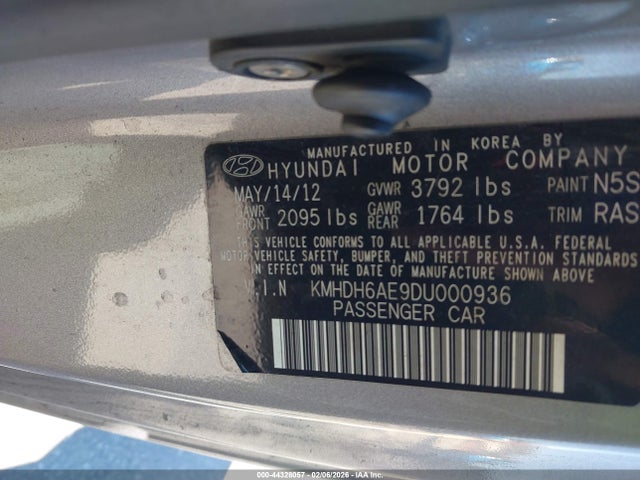 MANUFACTURED IN KOREA BY
HYUNDAI MOTOR COMPANY
MAY/14/12 GVWR 3792 lbs PAINT N5S
GAWR FRONT 2095 lbs GAWR REAR 1764 lbs TRIM RAS
THIS VEHICLE CONFORMS TO ALL APPLICABLE U.S.A. FEDERAL
MOTOR VEHICLE SAFETY, BUMPER, AND THEFT PREVENTION STANDARDS
IN EFFECT ON THE DATE OF MANUFACTURE SHOWN ABOVE
V.I.N KMHDH6AE9DU000936
PASSENGER CAR
000-44328057 - 02/06/2026 - IAAI.COM